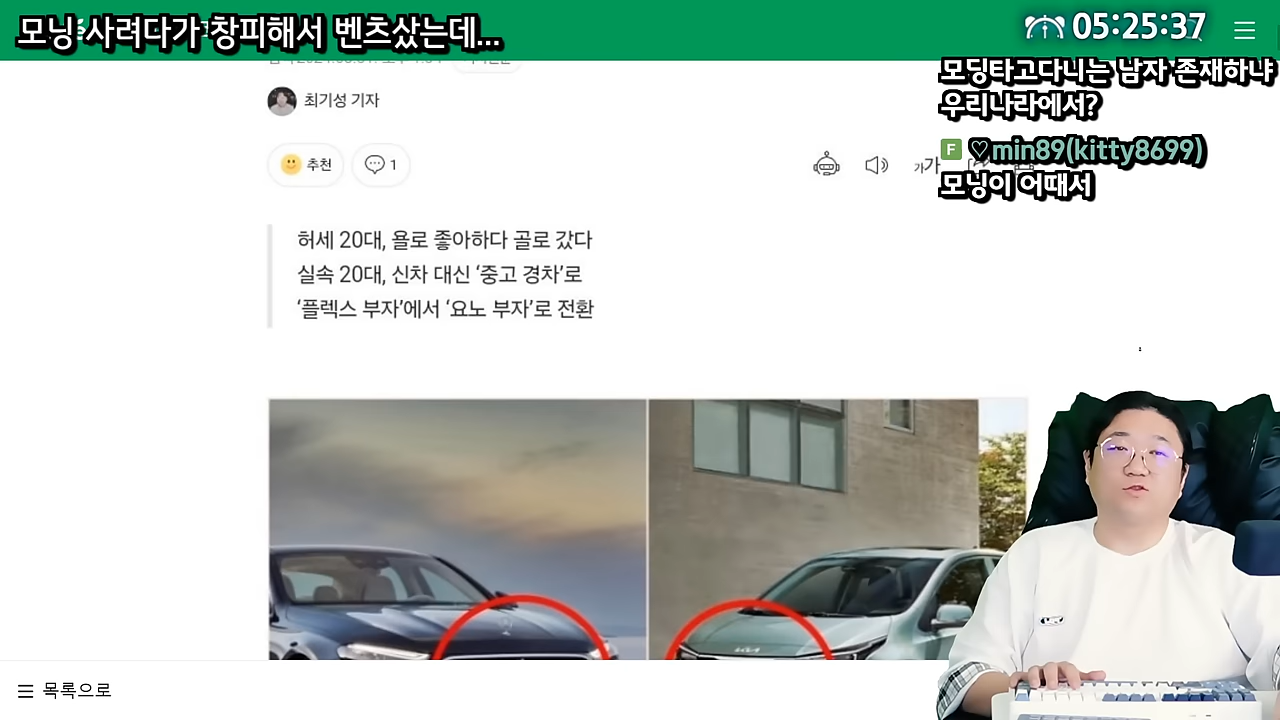 모닝 사려다가 창피해서 벤츠샀는데...
05:25:37
모딩타고다니는 남자 존재하냐
우리나라에서?
F ♡min89(kitty8699)
모닝이 어때서
최기성 기자
추천
1
가가
허세 20대, 욜로 좋아하다 골로 갔다
실속 20대, 신차 대신 ‘중고 경차’로
‘플렉스 부자’에서 ‘요노 부자’로 전환
목록으로